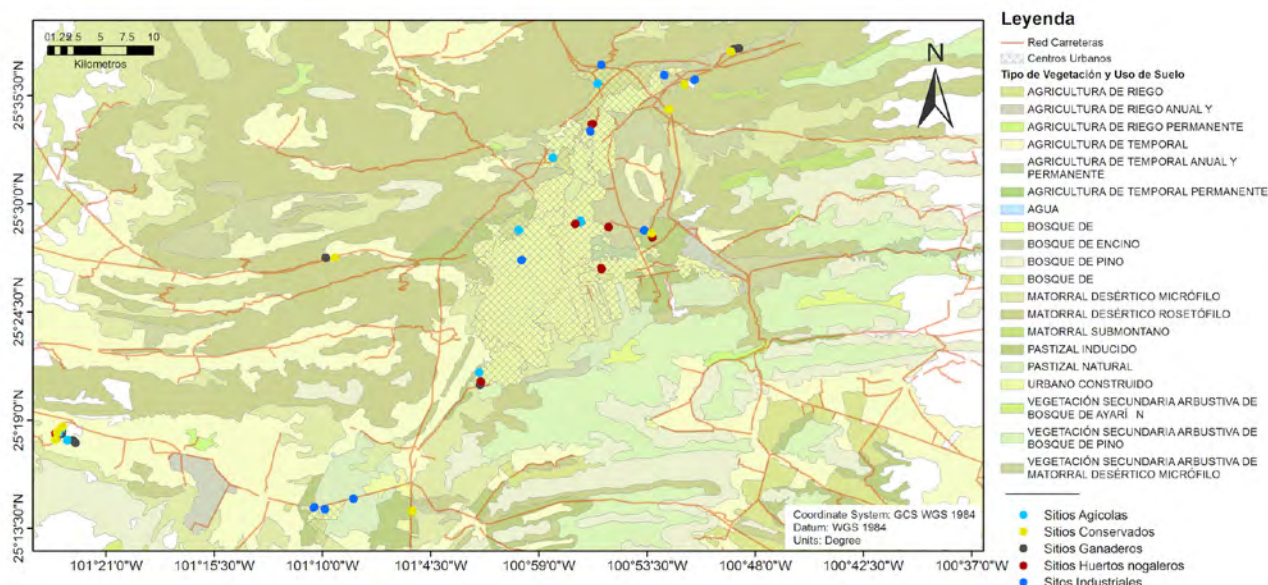 01.252.5 5 7.5 10
Kilometros
N
25°35'30"N
25°30'0"N
25°24'30"N
25°19'0"N
25°13'30"N
101°21'0"W
101°15'30"W
101°10'0"W
101°4'30"W
100°59'0"W
100°53'30"W
100°48'0"W
100°42'30"W
100°37'0"W
Coordinate System: GCS WGS 1984
Datum: WGS 1984
Units: Degree
Leyenda
Red Carreteras
Centros Urbanos
Tipo de Vegetación y Uso de Suelo
AGRICULTURA DE RIEGO
AGRICULTURA DE RIEGO ANUAL Y
AGRICULTURA DE RIEGO PERMANENTE
AGRICULTURA DE TEMPORAL
AGRICULTURA DE TEMPORAL ANUAL Y
PERMANENTE
AGRICULTURA DE TEMPORAL PERMANENTE
AGUA
BOSQUE DE
BOSQUE DE ENCINO
BOSQUE DE PINO
BOSQUE DE
MATORRAL DESÉRTICO MICRÓFILO
MATORRAL DESÉRTICO ROSETÓFILO
MATORRAL SUBMONTANO
PASTIZAL INDUCIDO
PASTIZAL NATURAL
URBANO CONSTRUIDO
VEGETACIÓN SECUNDARIA ARBUSTIVA DE
BOSQUE DE AYARÍ N
VEGETACIÓN SECUNDARIA ARBUSTIVA DE
BOSQUE DE PINO
VEGETACIÓN SECUNDARIA ARBUSTIVA DE
MATORRAL DESÉRTICO MICRÓFILO
Sitios Agícolas
Sitios Conservados
Sitios Ganaderos
Sitios Huertos nogaleros
Sitios Industriales